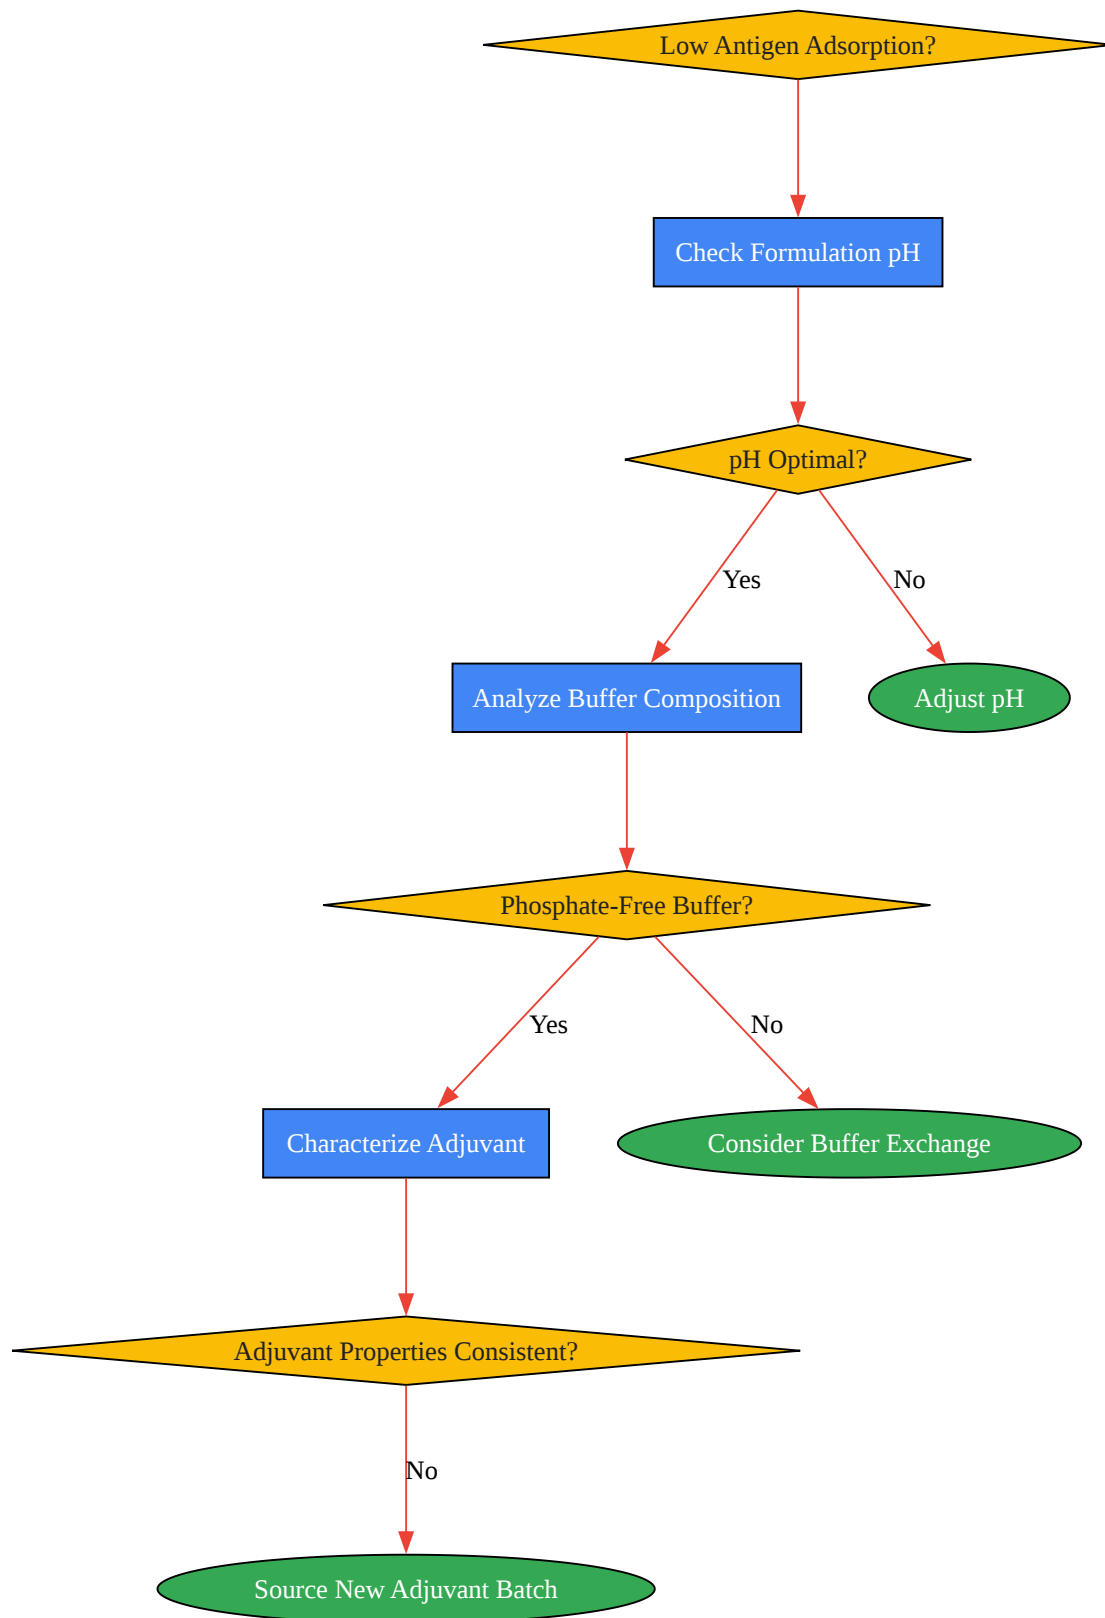 Low Antigen Adsorption?
Check Formulation pH
pH Optimal?
Yes
No
Analyze Buffer Composition
Adjust pH
Phosphate-Free Buffer?
Yes
No
Characterize Adjuvant
Consider Buffer Exchange
Adjuvant Properties Consistent?
No
Source New Adjuvant Batch